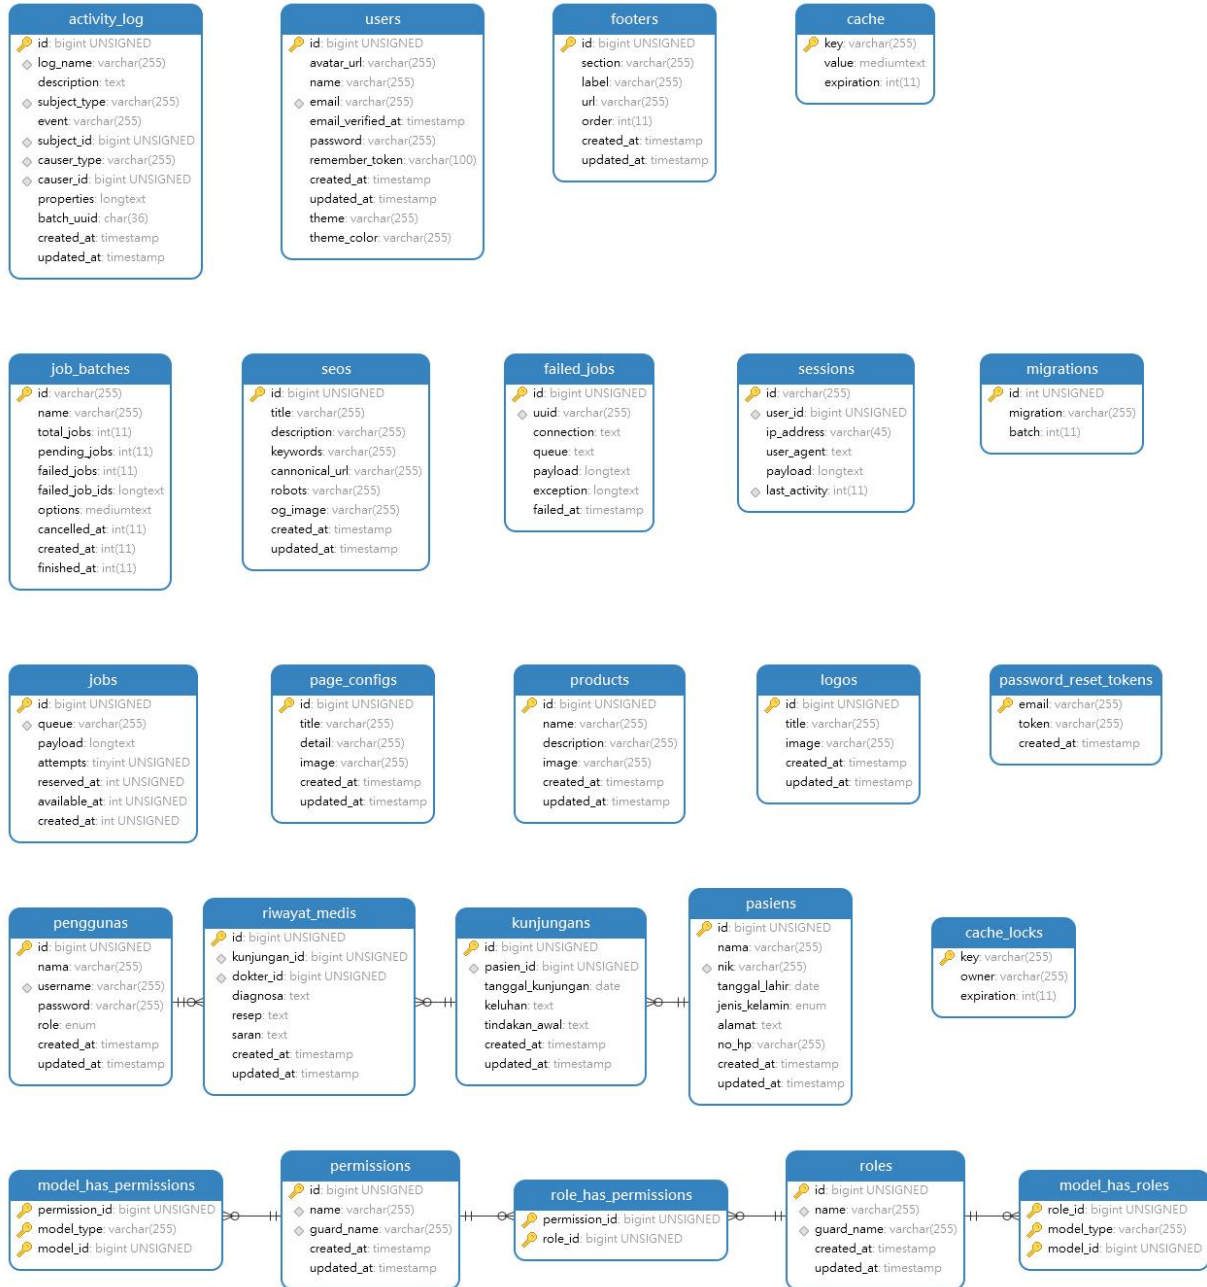 activity_log
id: bigint UNSIGNED
log_name: varchar(255)
description: text
subject_type: varchar(255)
event: varchar(255)
subject_id: bigint UNSIGNED
causer_type: varchar(255)
causer_id: bigint UNSIGNED
properties: longtext
batch_uuid: char(36)
created_at: timestamp
updated_at: timestamp
users
id: bigint UNSIGNED
avatar_url: varchar(255)
name: varchar(255)
email: varchar(255)
email_verified_at: timestamp
password: varchar(255)
remember_token: varchar(100)
created_at: timestamp
updated_at: timestamp
theme: varchar(255)
theme_color: varchar(255)
footers
id: bigint UNSIGNED
section: varchar(255)
label: varchar(255)
url: varchar(255)
order: int(11)
created_at: timestamp
updated_at: timestamp
cache
key: varchar(255)
value: mediumtext
expiration: int(11)
job_batches
id: varchar(255)
name: varchar(255)
total_jobs: int(11)
pending_jobs: int(11)
failed_jobs: int(11)
failed_job_ids: longtext
options: mediumtext
cancelled_at: int(11)
created_at: int(11)
finished_at: int(11)
seos
id: bigint UNSIGNED
title: varchar(255)
description: varchar(255)
keywords: varchar(255)
cannonical_url: varchar(255)
robots: varchar(255)
og_image: varchar(255)
created_at: timestamp
updated_at: timestamp
failed_jobs
id: bigint UNSIGNED
uuid: varchar(255)
connection: text
queue: text
payload: longtext
exception: longtext
failed_at: timestamp
sessions
id: varchar(255)
user_id: bigint UNSIGNED
ip_address: varchar(45)
user_agent: text
payload: longtext
last_activity: int(11)
migrations
id: int UNSIGNED
migration: varchar(255)
batch: int(11)
jobs
id: bigint UNSIGNED
queue: varchar(255)
payload: longtext
attempts: tinyint UNSIGNED
reserved_at: int UNSIGNED
available_at: int UNSIGNED
created_at: int UNSIGNED
page_configs
id: bigint UNSIGNED
title: varchar(255)
detail: varchar(255)
image: varchar(255)
created_at: timestamp
updated_at: timestamp
products
id: bigint UNSIGNED
name: varchar(255)
description: varchar(255)
image: varchar(255)
created_at: timestamp
updated_at: timestamp
logos
id: bigint UNSIGNED
title: varchar(255)
image: varchar(255)
created_at: timestamp
updated_at: timestamp
password_reset_tokens
email: varchar(255)
token: varchar(255)
created_at: timestamp
penggunas
id: bigint UNSIGNED
nama: varchar(255)
username: varchar(255)
password: varchar(255)
role: enum
created_at: timestamp
updated_at: timestamp
riwayat_medis
id: bigint UNSIGNED
kunjungan_id: bigint UNSIGNED
dokter_id: bigint UNSIGNED
diagnosa: text
resep: text
saran: text
created_at: timestamp
updated_at: timestamp
kunjungans
id: bigint UNSIGNED
pasien_id: bigint UNSIGNED
tanggal_kunjungan: date
keluhan: text
tindakan_awal: text
created_at: timestamp
updated_at: timestamp
pasiens
id: bigint UNSIGNED
nama: varchar(255)
nik: varchar(255)
tanggal_lahir: date
jenis_kelamin: enum
alamat: text
no_hp: varchar(255)
created_at: timestamp
updated_at: timestamp
cache_locks
key: varchar(255)
owner: varchar(255)
expiration: int(11)
model_has_permissions
permission_id: bigint UNSIGNED
model_type: varchar(255)
model_id: bigint UNSIGNED
permissions
id: bigint UNSIGNED
name: varchar(255)
guard_name: varchar(255)
created_at: timestamp
updated_at: timestamp
role_has_permissions
permission_id: bigint UNSIGNED
role_id: bigint UNSIGNED
roles
id: bigint UNSIGNED
name: varchar(255)
guard_name: varchar(255)
created_at: timestamp
updated_at: timestamp
model_has_roles
role_id: bigint UNSIGNED
model_type: varchar(255)
model_id: bigint UNSIGNED